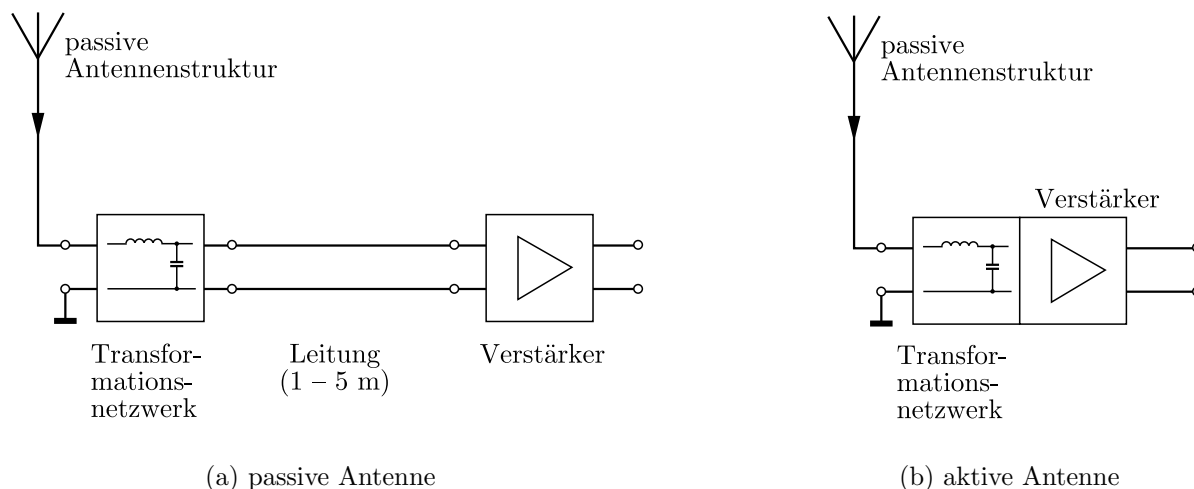 passive
Antennenstruktur
Transfor-
mations-
netzwerk
Leitung
(1 – 5 m)
Verstärker
(a) passive Antenne
passive
Antennenstruktur
Verstärker
Transfor-
mations-
netzwerk
(b) aktive Antenne